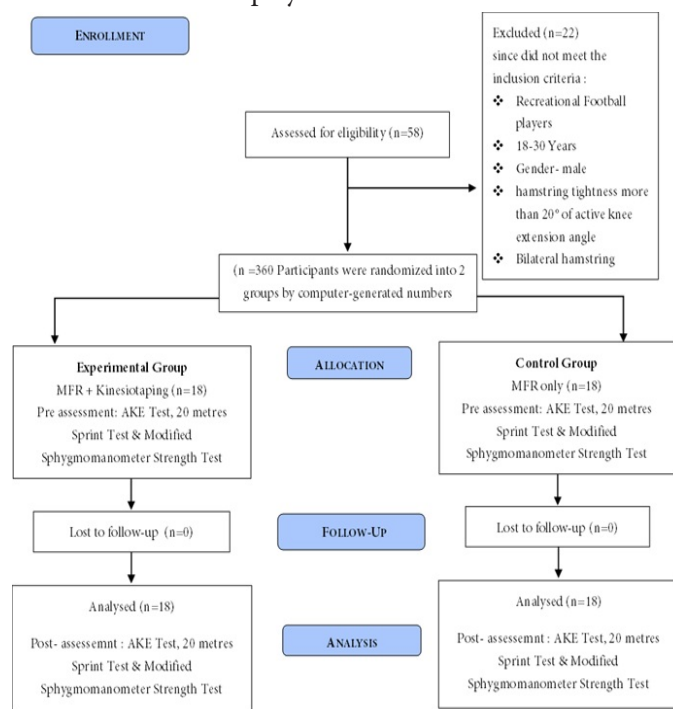 ENROLLMENT
Excluded (n=22)
since did not meet the
inclusion criteria :
❖ Recreational Football
players
❖ 18-30 Years
❖ Gender- male
❖ hamstring tightness more
than 20° of active knee
extension angle
❖ Bilateral hamstring
Assessed for eligibility (n=58)
(n =360 Participants were randomized into 2
groups by computer-generated numbers
ALLOCATION
Experimental Group
MFR + Kinesiotaping (n=18)
Pre assessment: AKE Test, 20 metres
Sprint Test & Modified
Sphygmomanometer Strength Test
Control Group
MFR only (n=18)
Pre assessment: AKE Test, 20 metres
Sprint Test & Modified
Sphygmomanometer Strength Test
FOLLOW-UP
Lost to follow-up (n=0)
Lost to follow-up (n=0)
ANALYSIS
Analysed (n=18)
Post- assessemnt : AKE Test, 20 metres
Sprint Test & Modified
Sphygmomanometer Strength Test
Analysed (n=18)
Post- assessemnt : AKE Test, 20 metres
Sprint Test & Modified
Sphygmomanometer Strength Test